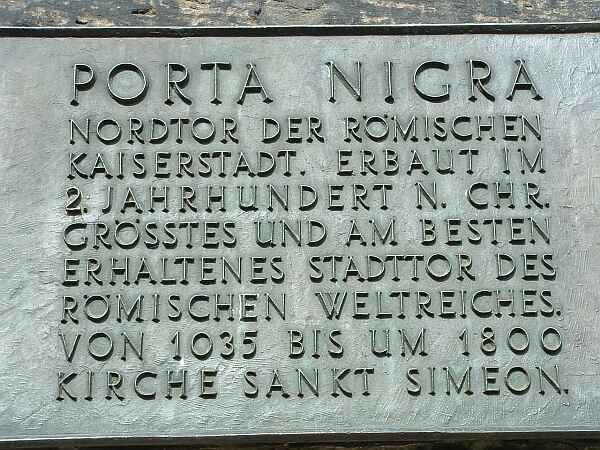 PORTA NIGRA
NORDTOR DER RÖMISCHEN
KAISERSTADT. ERBAUT IM
2. JAHRHUNDERT N. CHR.
GRÖSSTES UND AM BESTEN
ERHALTENES STADTTOR DES
RÖMISCHEN WELTREICHES.
VON 1035 BIS UM 1800
KIRCHE SANKT SIMEON.